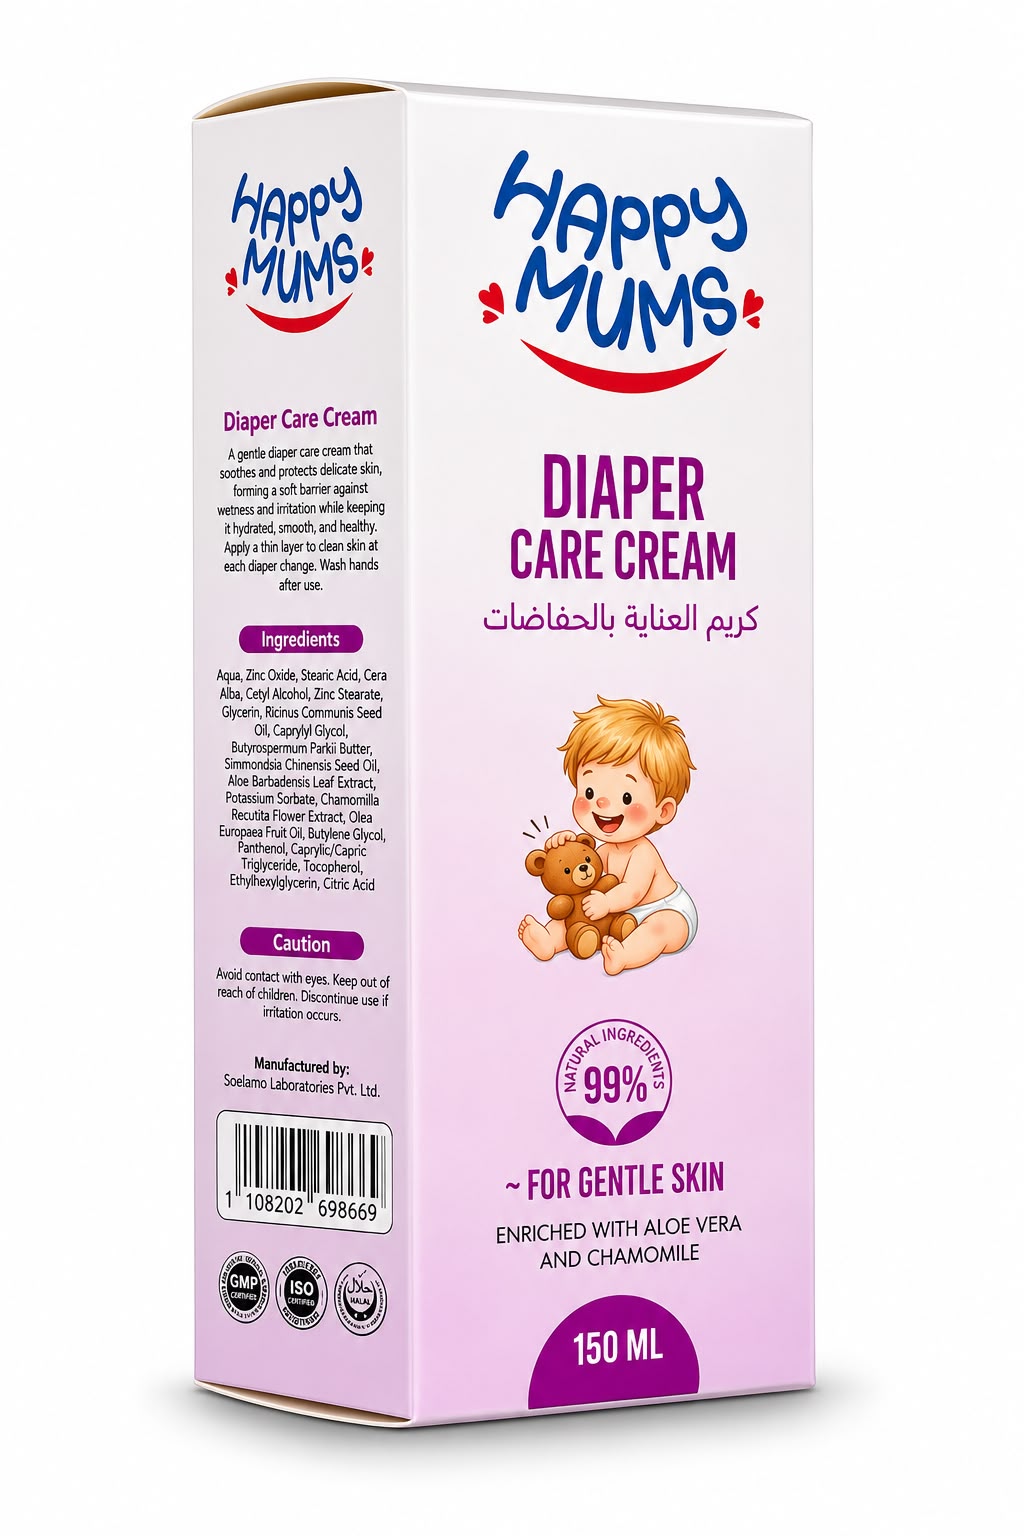 HAPPY
MUMS
Diaper Care Cream
A gentle diaper care cream that
soothes and protects delicate skin,
forming a soft barrier against
wetness and irritation while keeping
it hydrated, smooth, and healthy.
Apply a thin layer to clean skin at
each diaper change. Wash hands
after use.
Ingredients
Aqua, Zinc Oxide, Stearic Acid, Cera
Alba, Cetyl Alcohol, Zinc Stearate,
Glycerin, Ricinus Communis Seed
Oil, Caprylyl Glycol,
Butyrospermum Parkii Butter,
Simmondsia Chinensis Seed Oil,
Aloe Barbadensis Leaf Extract,
Potassium Sorbate, Chamomilla
Recutita Flower Extract, Olea
Europaea Fruit Oil, Butylene Glycol,
Panthenol, Caprylic/Capric
Triglyceride, Tocopherol,
Ethylhexylglycerin, Citric Acid
Caution
Avoid contact with eyes. Keep out of
reach of children. Discontinue use if
irritation occurs.
Manufactured by:
Soelamo Laboratories Pvt. Ltd.
1 108202 698669
GMP
CERTIFIED
ISO
CERTIFIED
حلال
HALAL
HAPPY
MUMS
DIAPER
CARE CREAM
كريم العناية بالحفاضات
NATURAL INGREDIENTS
99%
~ FOR GENTLE SKIN
ENRICHED WITH ALOE VERA
AND CHAMOMILE
150 ML